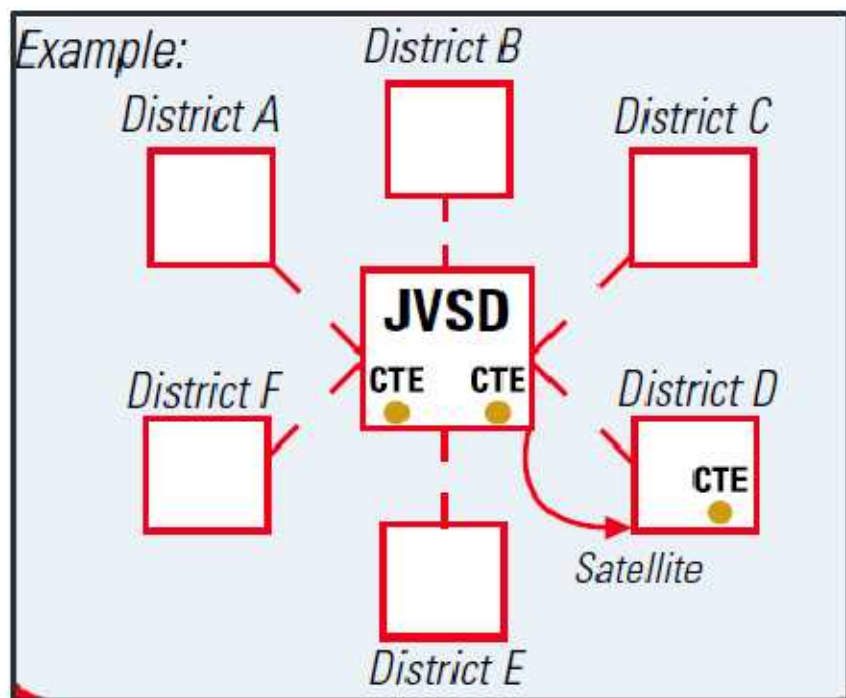 Example:
District B
District A
District C
JVSD
CTE CTE
District F
District D
CTE
Satellite
District E